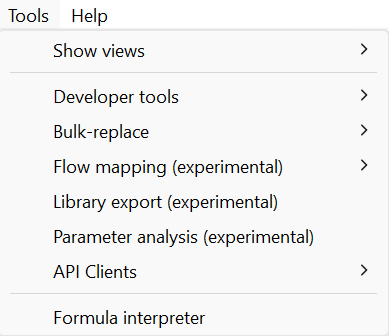 Tools Help
Show views
Developer tools
Bulk-replace
Flow mapping (experimental)
Library export (experimental)
Parameter analysis (experimental)
API Clients
Formula interpreter